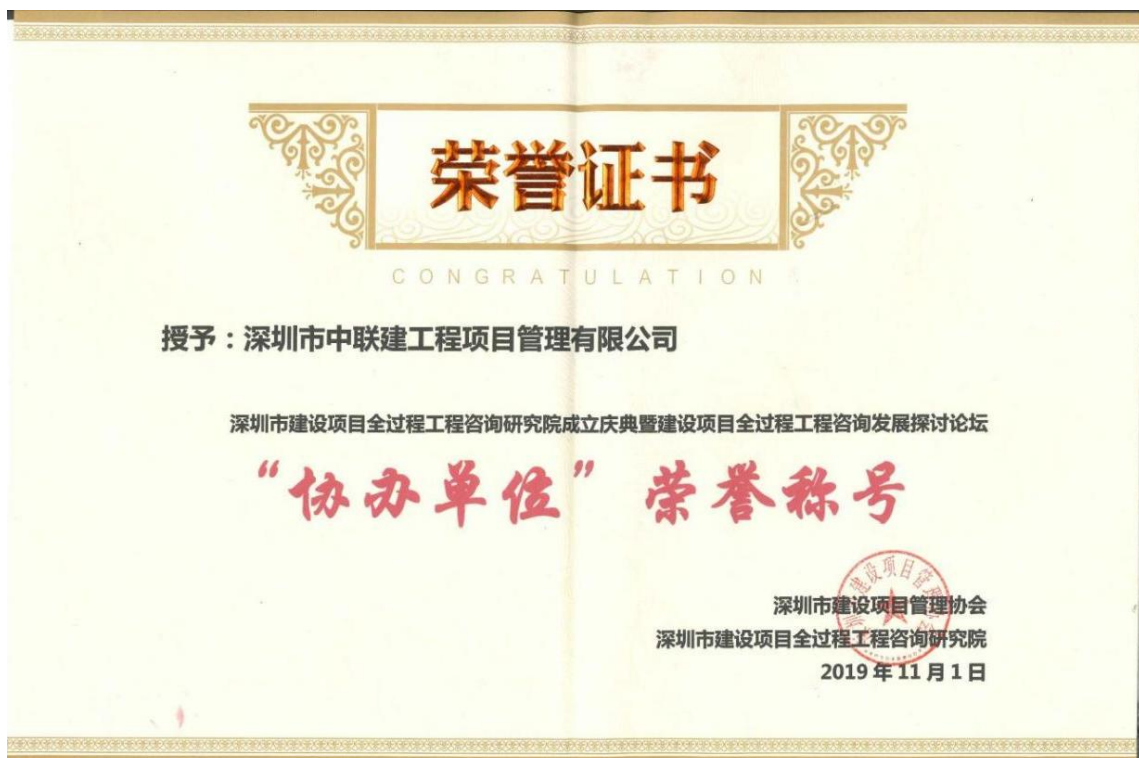 荣誉证书
CONGRATULATION
授予：深圳市中联建工程项目管理有限公司
深圳市建设项目全过程工程咨询研究院成立庆典暨建设项目全过程工程咨询发展探讨论坛
“协办单位”荣誉称号
深圳市建设项目管理协会
深圳市建设项目全过程工程咨询研究院
2019年11月1日